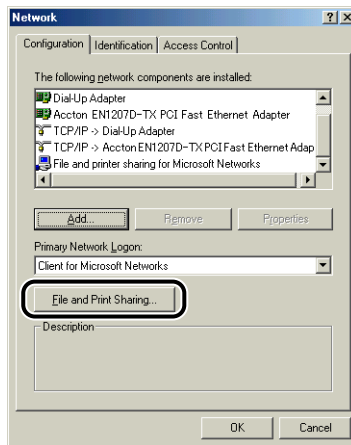 Network
Configuration Identification Access Control
The following network components are installed:
Dial-Up Adapter
Accton EN1207D-TX PCI Fast Ethernet Adapter
TCP/IP -> Dial-Up Adapter
TCP/IP -> Accton EN1207D-TX PCI Fast Ethernet Adap
File and printer sharing for Microsoft Networks
Add... Remove Properties
Primary Network Logon:
Client for Microsoft Networks
File and Print Sharing...
Description
OK Cancel